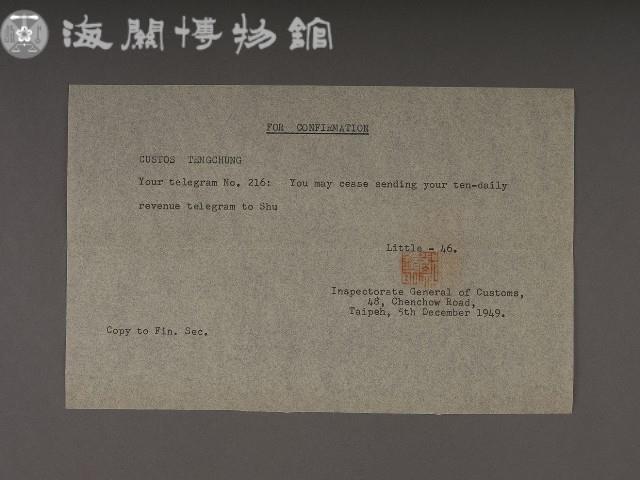 海關博物館
FOR CONFIRMATION
CUSTOS TENGCHUNG
Your telegram No. 216: You may cease sending your ten-daily
revenue telegram to Shu
Little - 46.
Inspectorate General of Customs,
48, Chenchow Road,
Taipeh, 5th December 1949.
Copy to Fin. Sec.